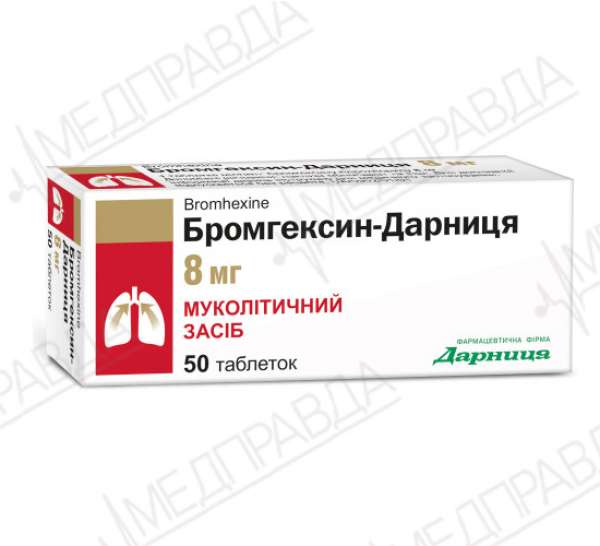 МЕДПРАВДА
Бромгексин-Дарниця 8 мг
Bromhexine
Бромгексин-Дарниця
8 мг
МУКОЛІТИЧНИЙ
ЗАСІБ
50 таблеток
ФАРМАЦЕВТИЧНА ФІРМА
Дарниця
Bromhexine
Бромгексин-
Дарниця
8 мг
50 таблеток
МЕДПРАВДА
МЕДПРАВДА